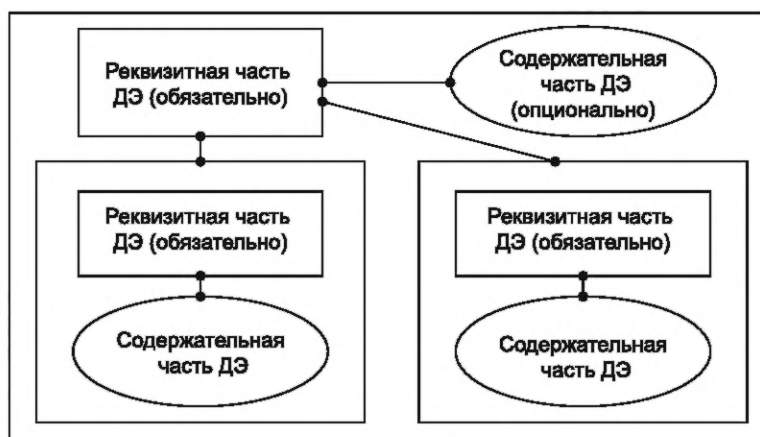 Реквизитная часть
ДЭ (обязательно)
Содержательная
часть ДЭ
(опционально)
Реквизитная часть
ДЭ (обязательно)
Содержательная
часть ДЭ
Реквизитная часть
ДЭ (обязательно)
Содержательная
часть ДЭ